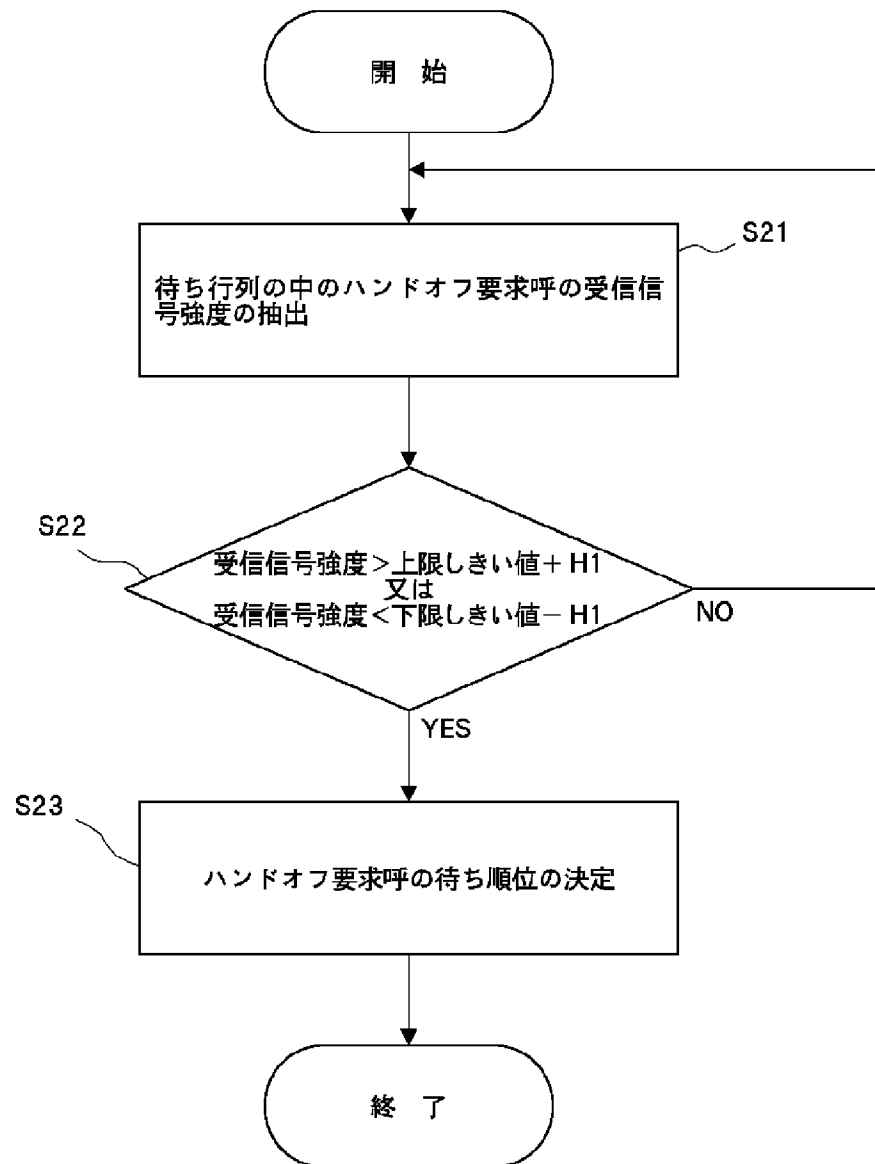 開 始
S21
待ち行列の中のハンドオフ要求呼の受信信
号強度の抽出
S22
受信信号強度＞上限しきい値＋H1
又は
受信信号強度＜下限しきい値－H1
NO
YES
S23
ハンドオフ要求呼の待ち順位の決定
終 了